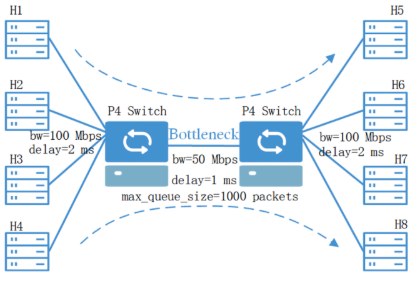 H1
H5
H2
H6
P4 Switch
P4 Switch
bw=100 Mbps
delay=2 ms
Bottleneck
bw=100 Mbps
delay=2 ms
bw=50 Mbps
H3
H7
delay=1 ms
max_queue_size=1000 packets
H4
H8